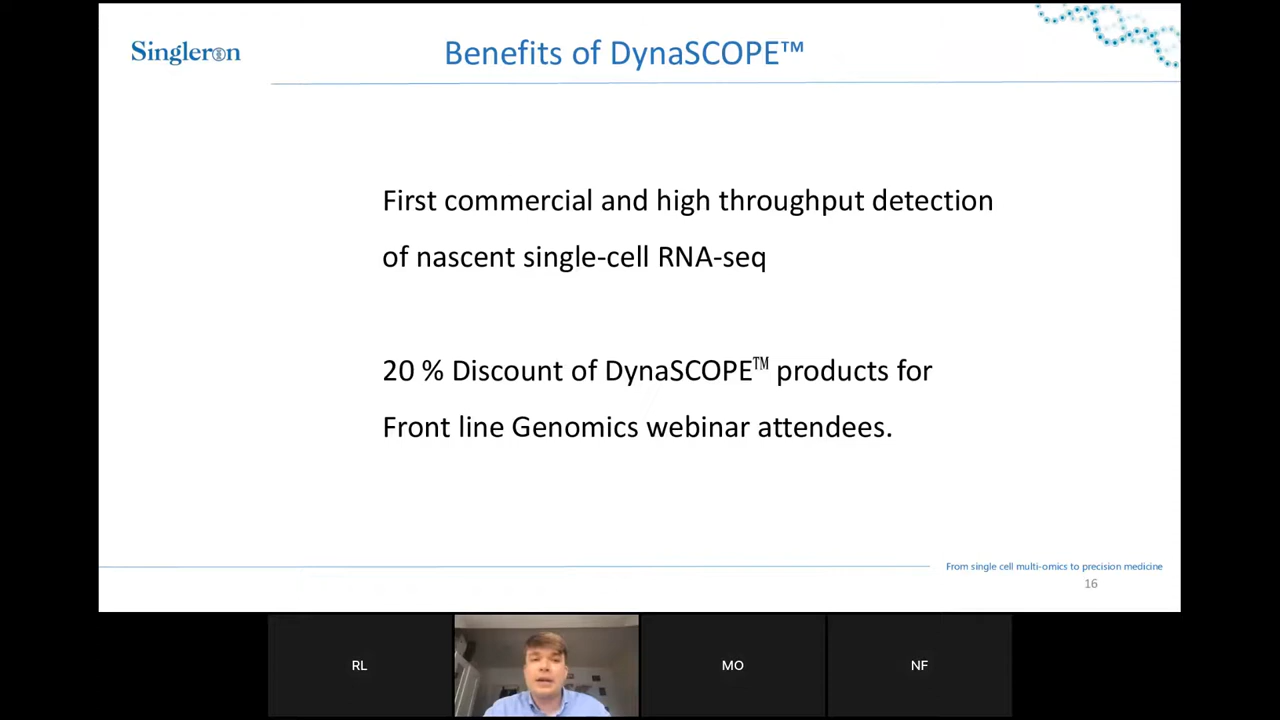 Singleron
Benefits of DynaSCOPE™
First commercial and high throughput detection
of nascent single-cell RNA-seq
20 % Discount of DynaSCOPE™ products for
Front line Genomics webinar attendees.
From single cell multi-omics to precision medicine
16
RL
MO
NF